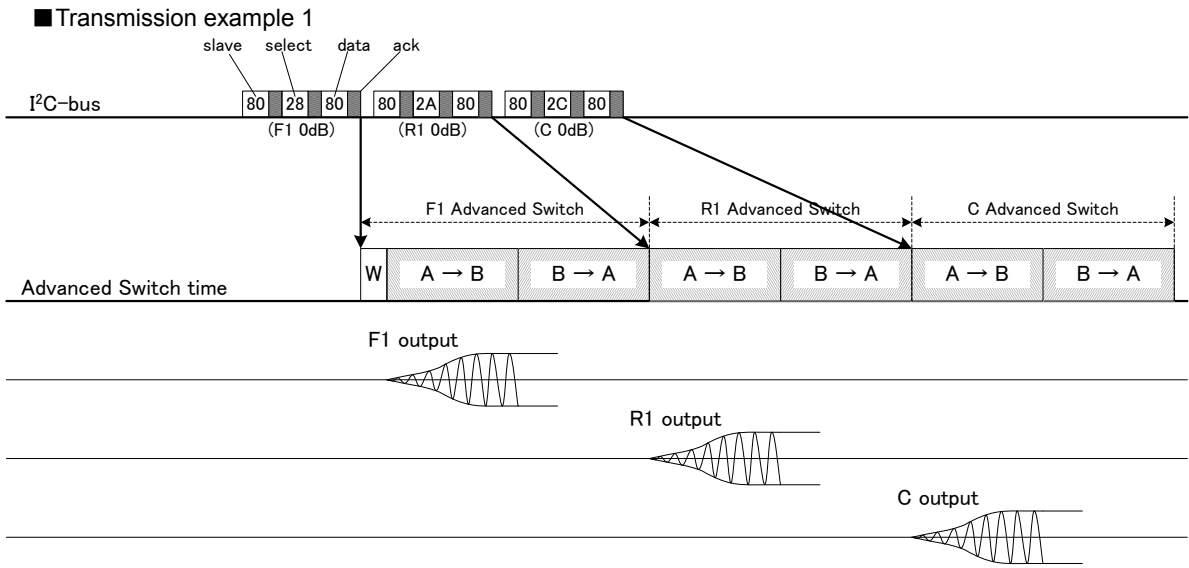 ■Transmission example 1
slave select data ack
I²C-bus
80 28 80 80 2A 80 80 2C 80
(F1 0dB) (R1 0dB) (C 0dB)
F1 Advanced Switch R1 Advanced Switch C Advanced Switch
W A → B B → A A → B B → A A → B B → A
Advanced Switch time
F1 output
R1 output
C output